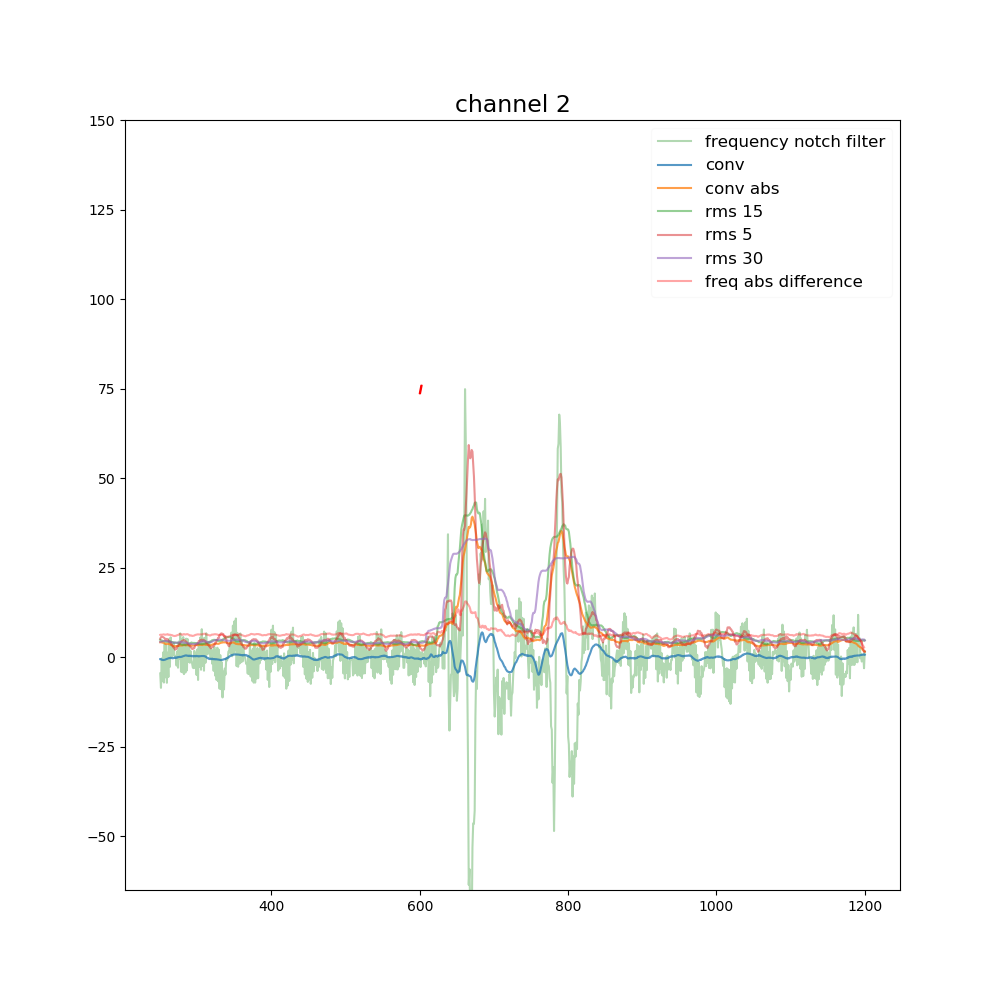 channel 2
150
125
100
75
50
25
0
−25
−50
400
600
800
1000
1200
frequency notch filter
conv
conv abs
rms 15
rms 5
rms 30
freq abs difference